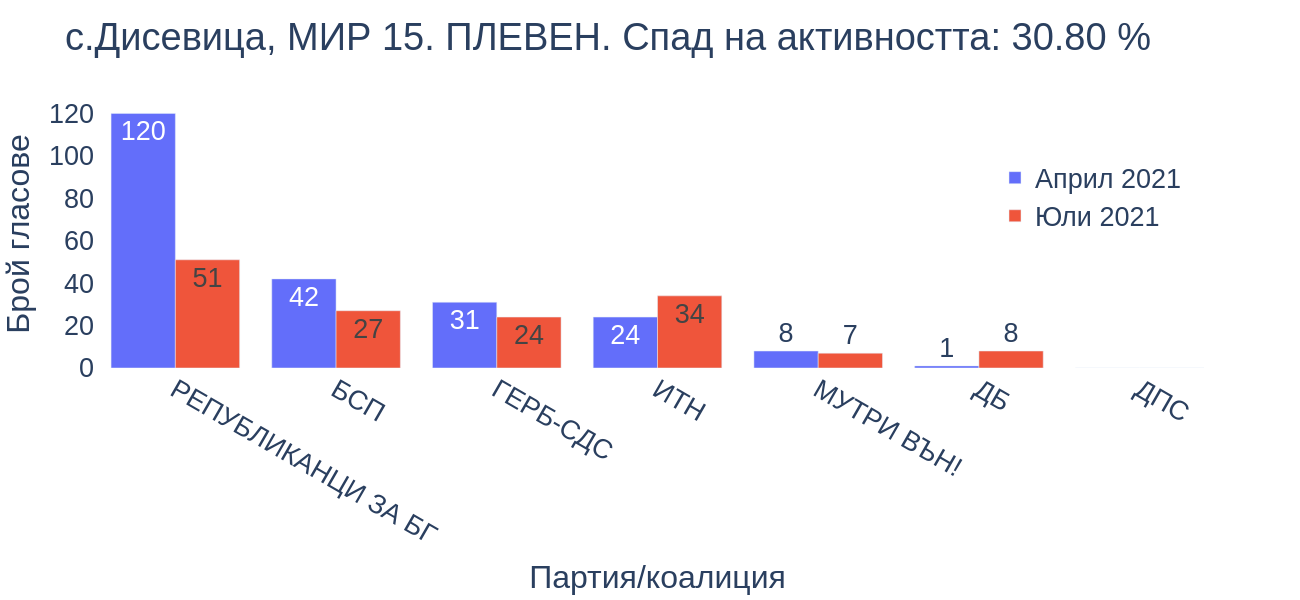 с.Дисевица, МИР 15. ПЛЕВЕН. Спад на активността: 30.80 %
Брой гласове
120
100
80
60
40
20
0
120
51
42
27
31
24
24
34
8
7
1
8
Април 2021
Юли 2021
РЕПУБЛИКАНЦИ ЗА БГ
БСП
ГЕРБ-СДС
ИТН
МУТРИ ВЪН!
ДБ
ДПС
Партия/коалиция